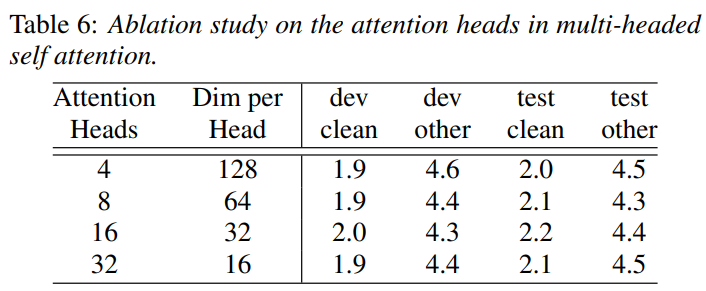 Table 6: Ablation study on the attention heads in multi-headed
self attention.
Attention Dim per dev dev test test
Heads Head clean other clean other
4 128 1.9 4.6 2.0 4.5
8 64 1.9 4.4 2.1 4.3
16 32 2.0 4.3 2.2 4.4
32 16 1.9 4.4 2.1 4.5